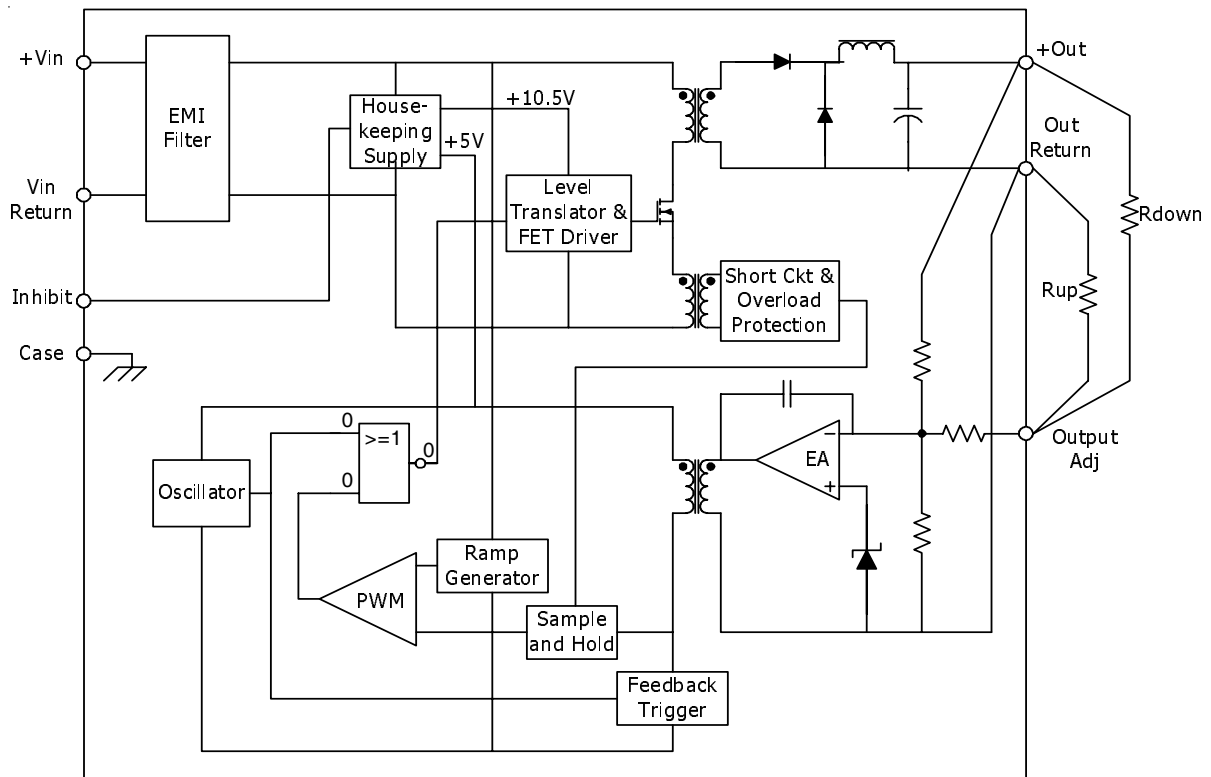 +Vin
EMI
Filter
Vin
Return
Inhibit
Case
House-
keeping
Supply
+10.5V
+5V
Level
Translator &
FET Driver
Short Ckt &
Overload
Protection
+Out
Out
Return
Rdown
Rup
Output
Adj
0
>=1
0
0
Oscillator
EA
−
+
PWM
Ramp
Generator
Sample
and Hold
Feedback
Trigger